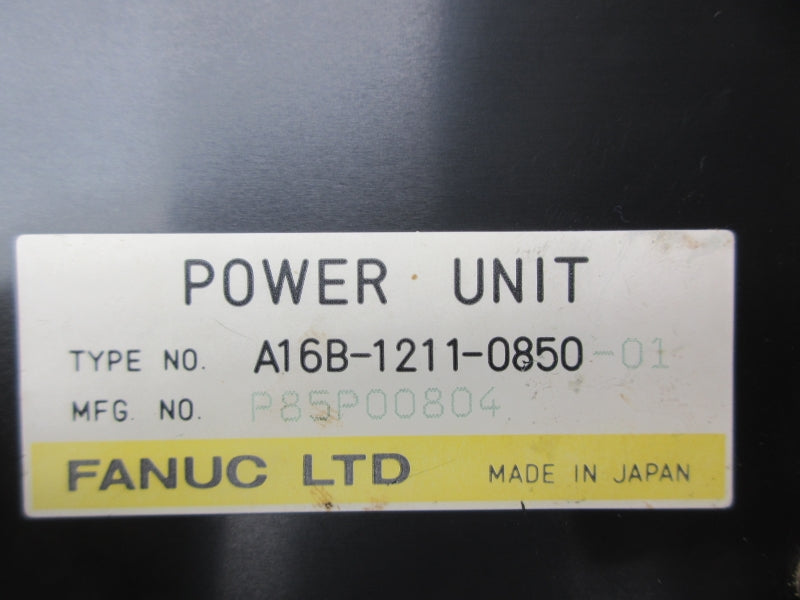 POWER UNIT
TYPE NO. A16B-1211-0850-01
MFG. NO. P85P00804
FANUC LTD MADE IN JAPAN